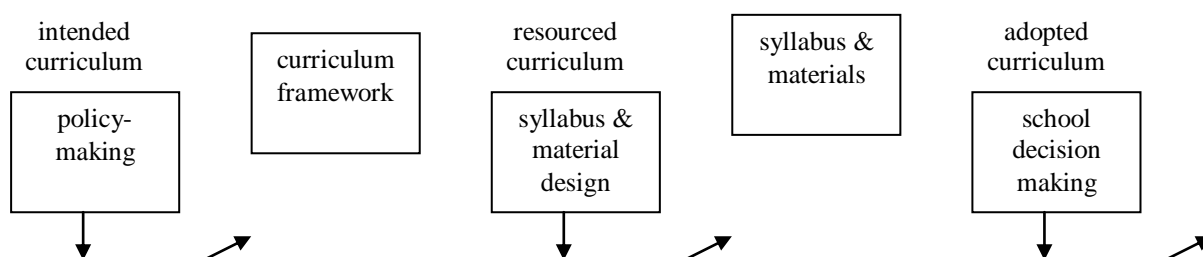 intended
curriculum
policy-
making
curriculum
framework
resourced
curriculum
syllabus &
material
design
syllabus &
materials
adopted
curriculum
school
decision
making